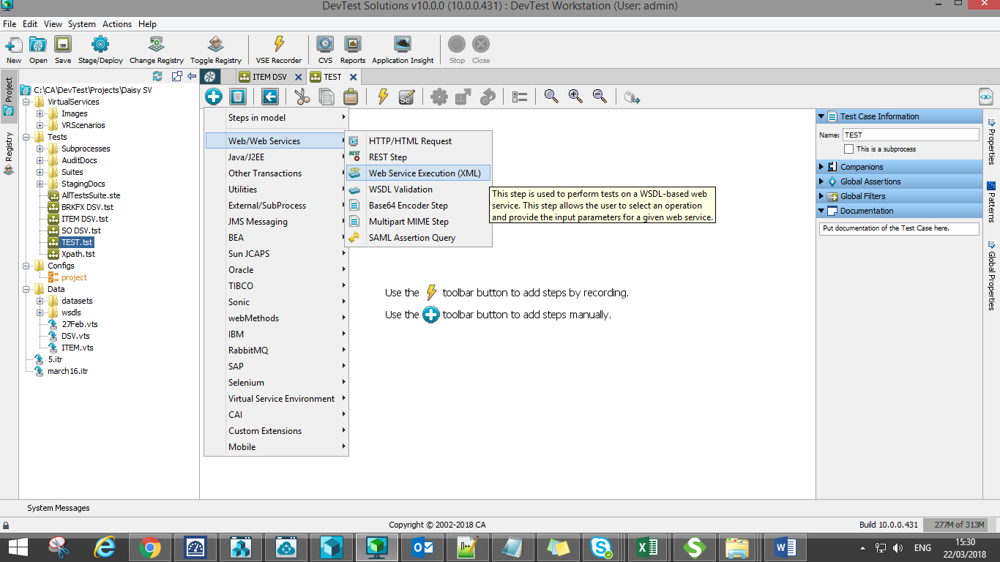 DevTest Solutions v10.0.0 (10.0.0.431) : DevTest Workstation (User: admin)
File Edit View System Actions Help
New Open Save Stage/Deploy Change Registry Toggle Registry VSE Recorder CVS Reports Application Insight Stop Close
Project
Registry
C:\CA\DevTest\Projects\Daisy SV
VirtualServices
Images
VRScenarios
Tests
Subprocesses
AuditDocs
Suites
StagingDocs
AllTestsSuite.ste
BRKFX DSV.tst
ITEM DSV.tst
SO DSV.tst
TEST.tst
Xpath.tst
Configs
project
Data
datasets
wsdls
27Feb.vts
DSV.vts
ITEM.vts
5.itr
march16.itr
ITEM DSV
TEST
Steps in model
Web/Web Services
Java/J2EE
Other Transactions
Utilities
External/SubProcess
JMS Messaging
BEA
Sun JCAPS
Oracle
TIBCO
Sonic
webMethods
IBM
RabbitMQ
SAP
Selenium
Virtual Service Environment
CAI
Custom Extensions
Mobile
HTTP/HTML Request
REST
REST Step
Web Service Execution (XML)
WSDL Validation
Base64 Encoder Step
Multipart MIME Step
SAML Assertion Query
This step is used to perform tests on a WSDL-based web
service. This step allows the user to select an operation
and provide the input parameters for a given web service.
Use the toolbar button to add steps by recording.
Use the toolbar button to add steps manually.
Test Case Information
Name: TEST
This is a subprocess
Companions
Global Assertions
Global Filters
Documentation
Put documentation of the Test Case here.
Properties
Patterns
Global Properties
System Messages
Copyright © 2002-2018 CA
Build 10.0.0.431
277M of 313M
ENG
15:30
22/03/2018